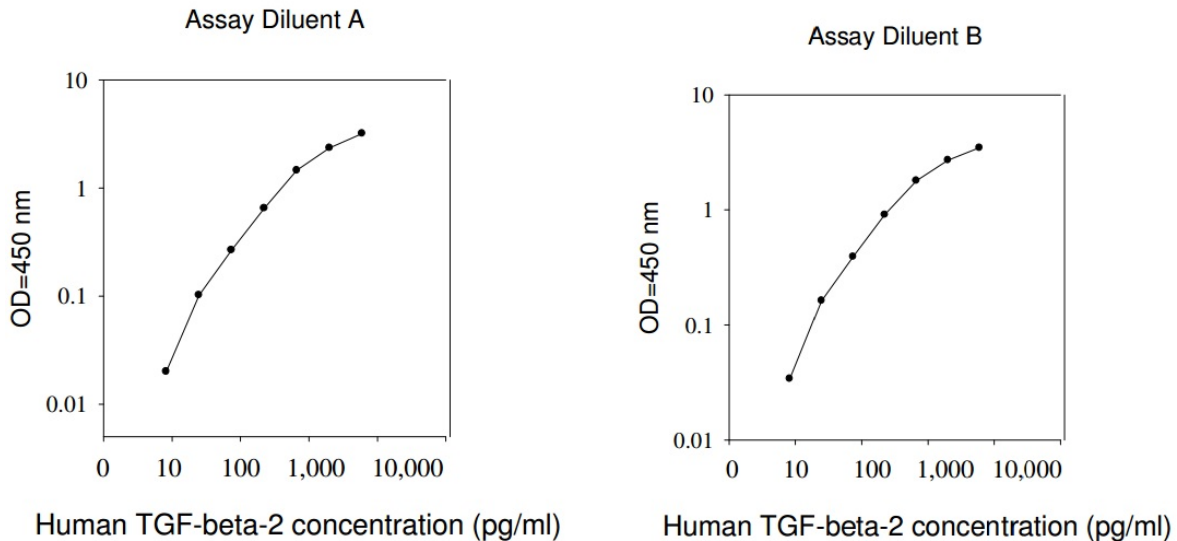 Assay Diluent A
10
1
0.1
0.01
OD=450 nm
0 10 100 1,000 10,000
Human TGF-beta-2 concentration (pg/ml)
Assay Diluent B
10
1
0.1
0.01
OD=450 nm
0 10 100 1,000 10,000
Human TGF-beta-2 concentration (pg/ml)